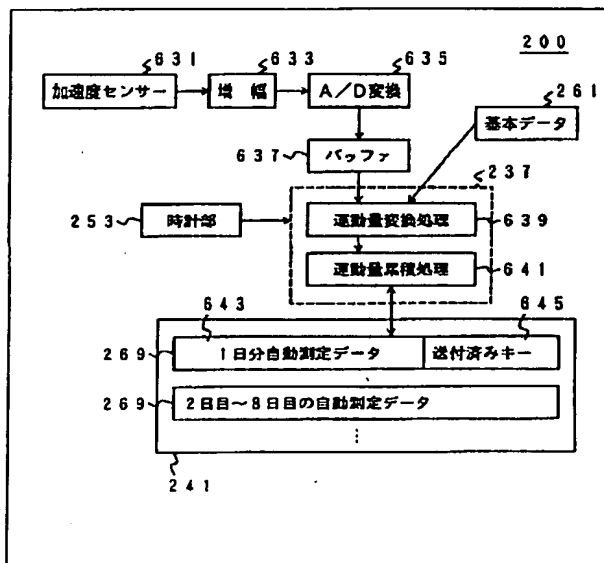 200
631 633 635
加速度センサー 増幅 A/D変換 261
基本データ
637 バッファ 237
253 時計部 運動量変換処理 639
運動量累積処理 641
643 645
269 1日分自動測定データ 送付済みキー
269 2日目~8日目の自動測定データ
⋮
241